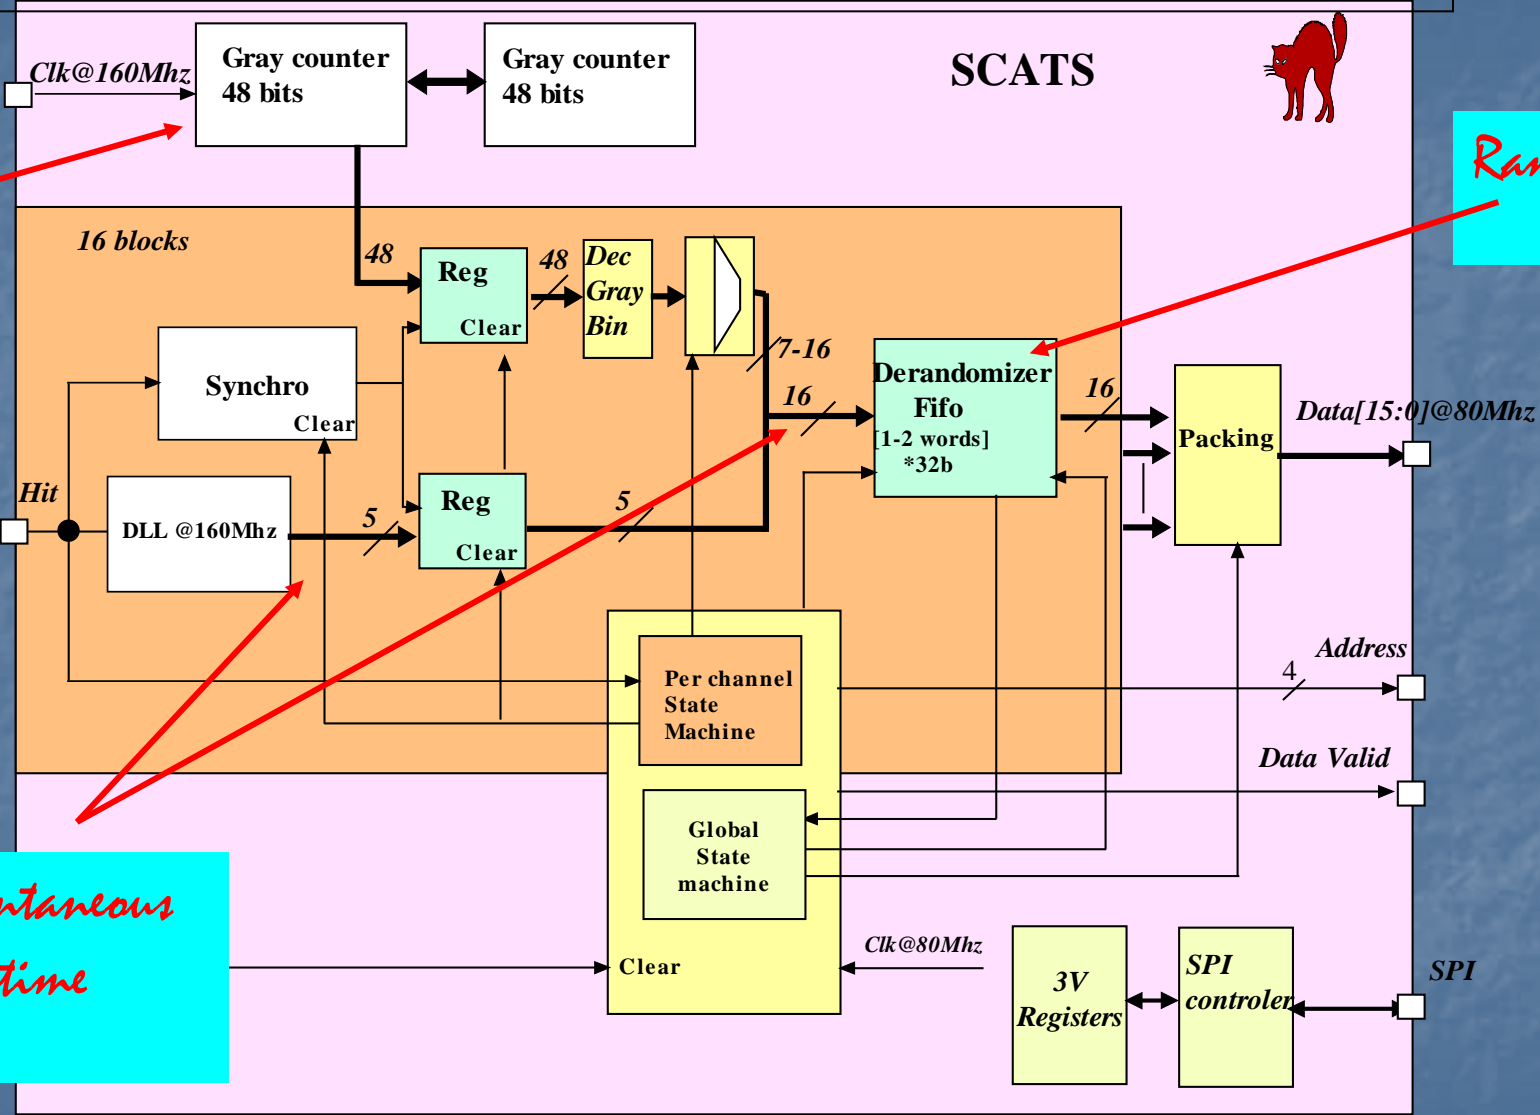 SCATS
Clk@160Mhz
Gray counter
48 bits
Gray counter
48 bits
16 blocks
48
Reg
Clear
48
Dec
Gray
Bin
7-16
Synchro
Clear
16
Derandomizer
Fifo
[1-2 words]
*32b
16
Packing
Data[15:0]@80Mhz
Hit
DLL @160Mhz
5
Reg
Clear
5
Per channel
State
Machine
4
Address
Data Valid
Global
State
machine
Clear
Clk@80Mhz
3V
Registers
SPI
controler
SPI
time